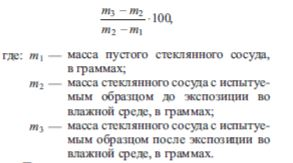 m3 − m2
m2 − m1
·100,
где: m1 — масса пустого стеклянного сосуда,
в граммах;
m2 — масса стеклянного сосуда с испытуе-
мым образцом до экспозиции во
влажной среде, в граммах;
m3 — масса стеклянного сосуда с испытуе-
мым образцом после экспозиции во
влажной среде, в граммах.